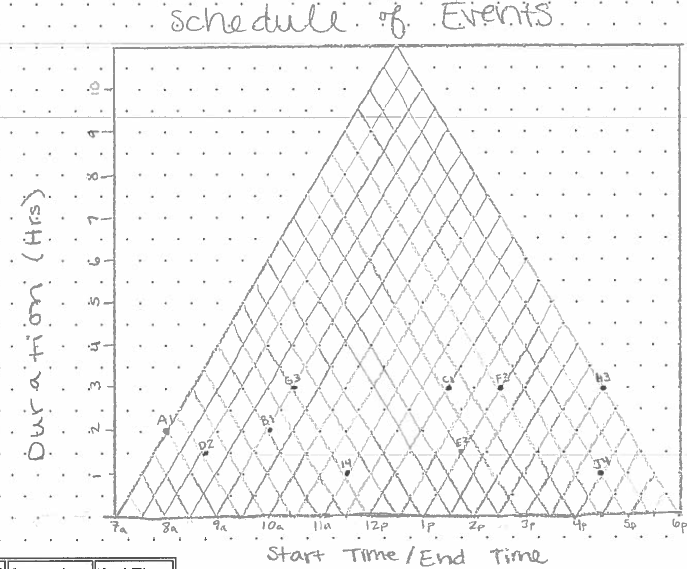 Schedule of Events
10
9
8
7
6
5
4
3
2
1
Duration (Hrs)
G3
C1
F2
H3
A1
B1
D2
E2
I4
J4
7a 8a 9a 10a 11a 12p 1p 2p 3p 4p 5p 6p
Start Time/End Time